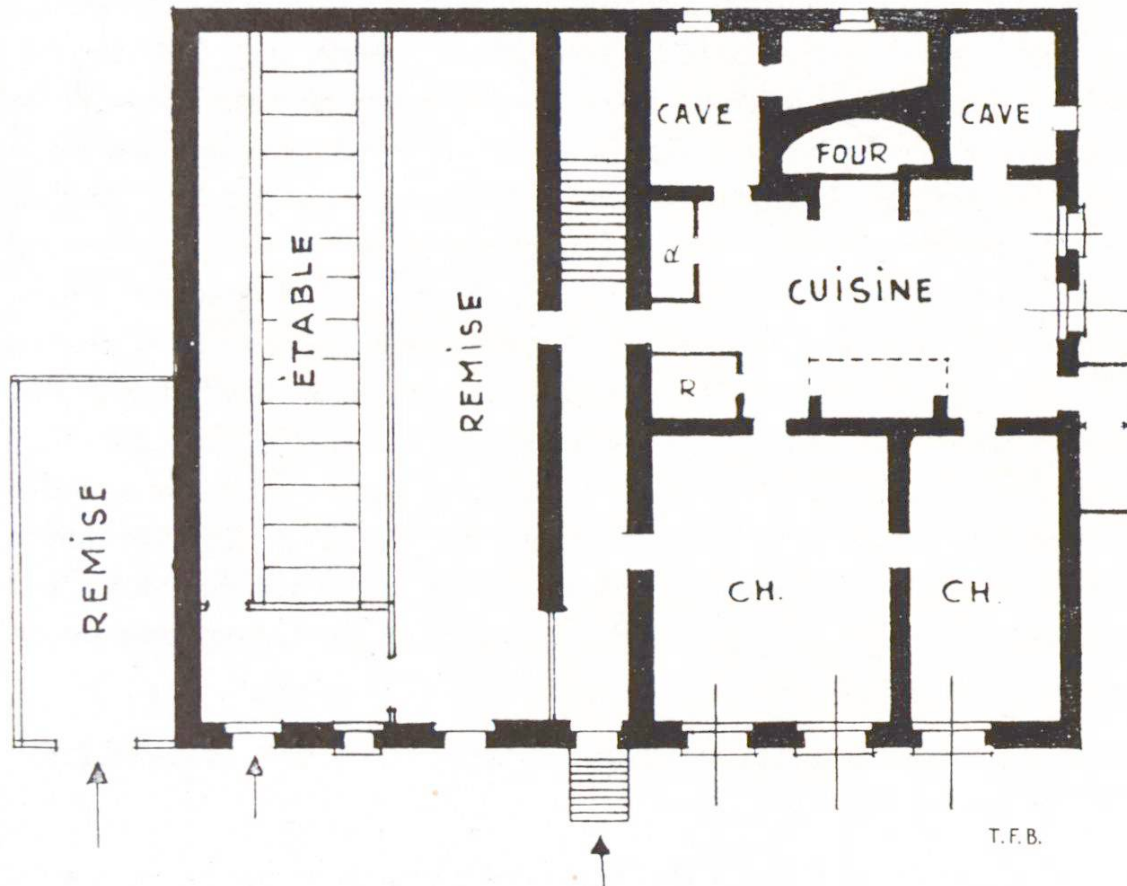 CAVE
CAVE
FOUR
R
CUISINE
ÉTABLE
REMISE
R
REMISE
CH.
CH.
T.F.B.